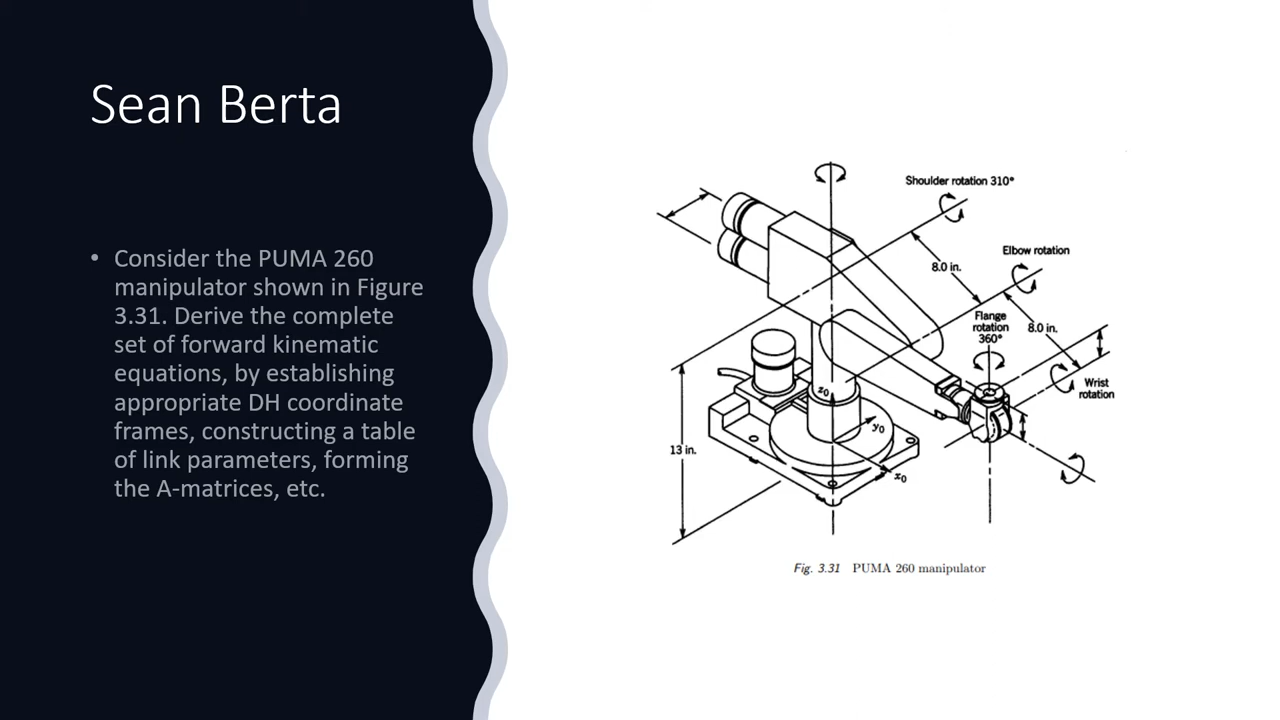 Sean Berta
• Consider the PUMA 260
manipulator shown in Figure
3.31. Derive the complete
set of forward kinematic
equations, by establishing
appropriate DH coordinate
frames, constructing a table
of link parameters, forming
the A-matrices, etc.
Shoulder rotation 310°
Elbow rotation
8.0 in.
Flange
rotation
360°
8.0 in.
Wrist
rotation
z₀
y₀
x₀
13 in.
Fig. 3.31 PUMA 260 manipulator